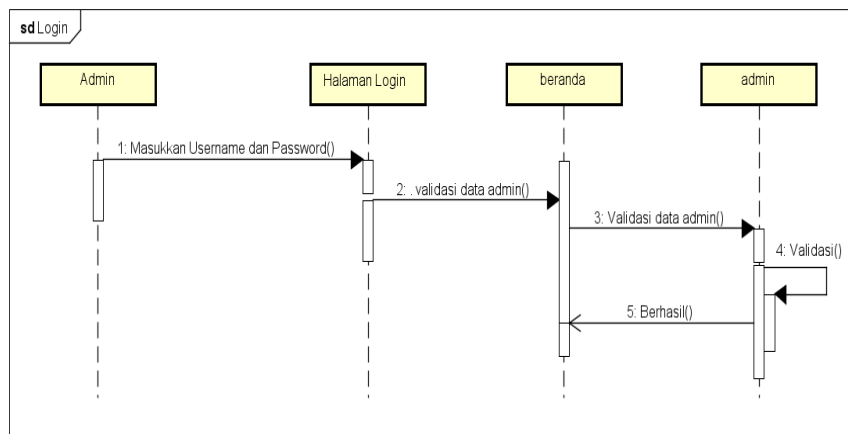 sd Login
Admin
Halaman Login
beranda
admin
1: Masukkan Username dan Password()
2: . validasi data admin()
3: Validasi data admin()
4: Validasi()
5: Berhasil()